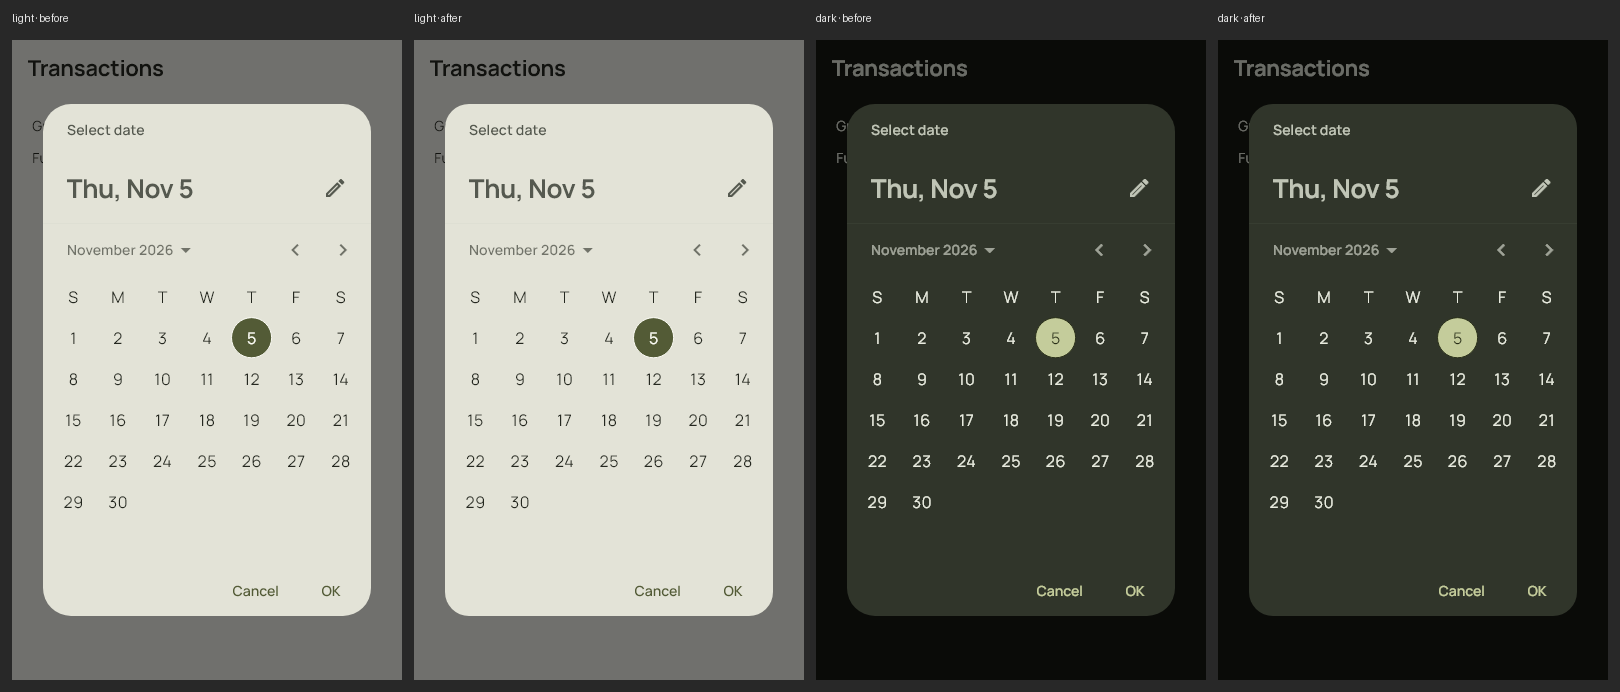 light·before light·after dark·before dark·after
Transactions
G
Fu
Select date
Thu, Nov 5
November 2026
S M T W T F S
1 2 3 4 5 6 7
8 9 10 11 12 13 14
15 16 17 18 19 20 21
22 23 24 25 26 27 28
29 30
Cancel OK
Transactions
G
Fu
Select date
Thu, Nov 5
November 2026
S M T W T F S
1 2 3 4 5 6 7
8 9 10 11 12 13 14
15 16 17 18 19 20 21
22 23 24 25 26 27 28
29 30
Cancel OK
Transactions
G
Fu
Select date
Thu, Nov 5
November 2026
S M T W T F S
1 2 3 4 5 6 7
8 9 10 11 12 13 14
15 16 17 18 19 20 21
22 23 24 25 26 27 28
29 30
Cancel OK
Transactions
G
Fu
Select date
Thu, Nov 5
November 2026
S M T W T F S
1 2 3 4 5 6 7
8 9 10 11 12 13 14
15 16 17 18 19 20 21
22 23 24 25 26 27 28
29 30
Cancel OK